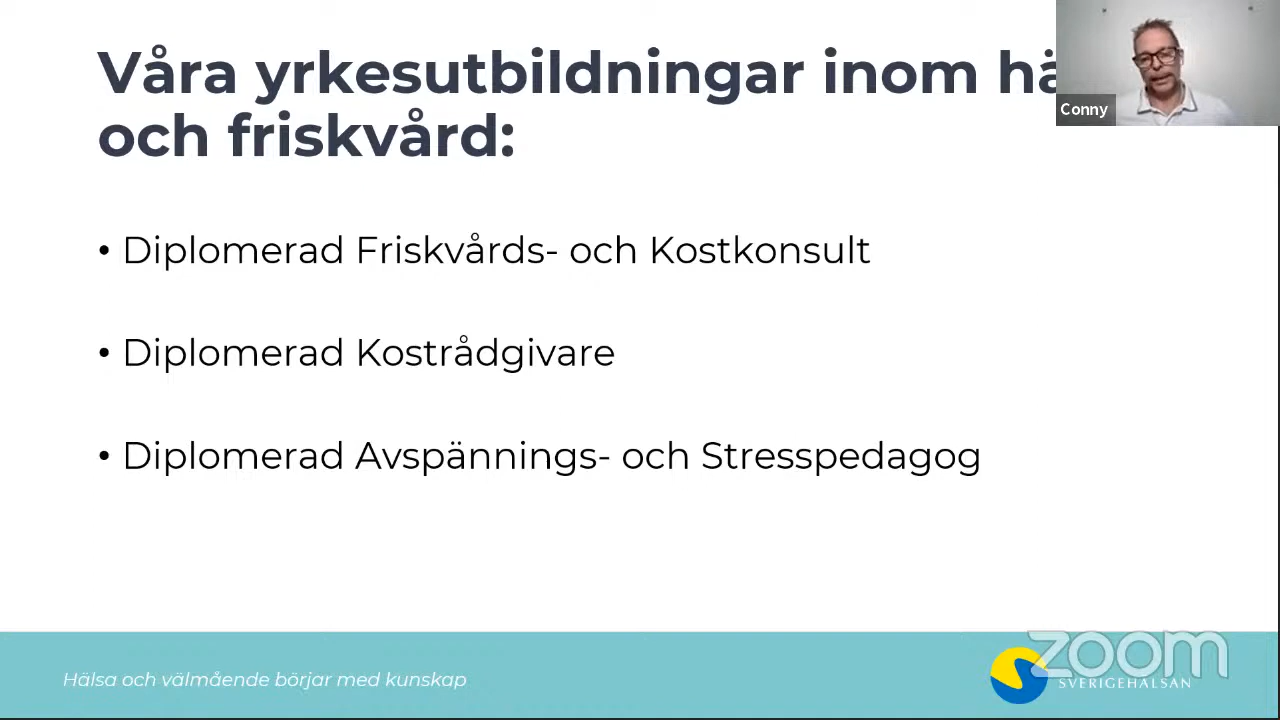 Våra yrkesutbildningar inom hä
och friskvård:
Conny
• Diplomerad Friskvårds- och Kostkonsult
• Diplomerad Kostrådgivare
• Diplomerad Avspännings- och Stresspedagog
Hälsa och välmående börjar med kunskap
zoom
SVERIGEHÄLSAN